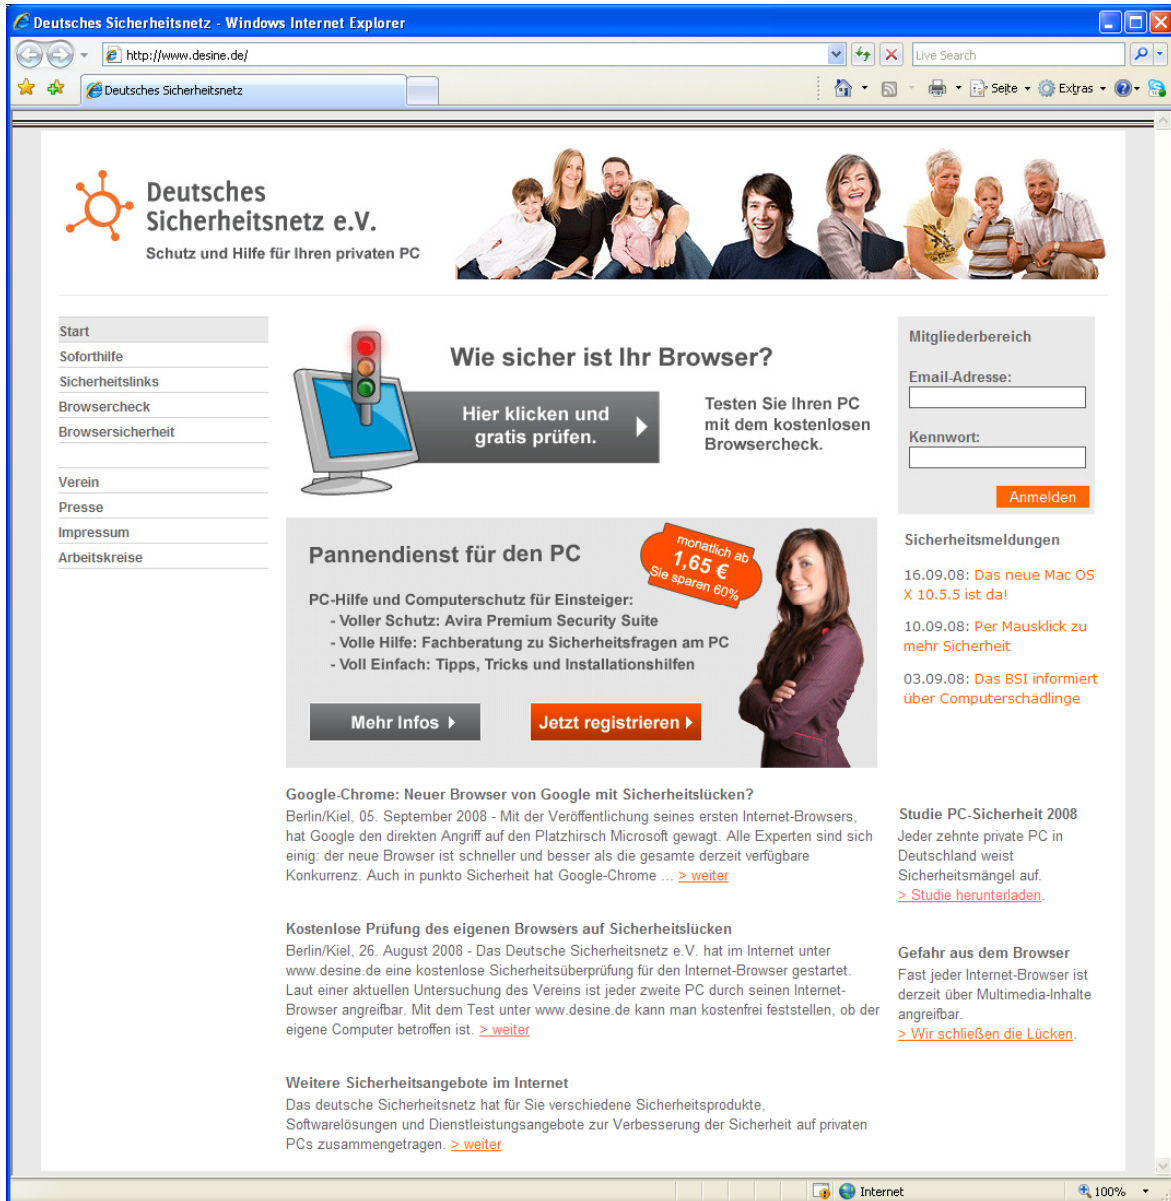 Deutsches Sicherheitsnetz - Windows Internet Explorer
http://www.desine.de/
Live Search
Deutsches Sicherheitsnetz
Seite
Extras
Deutsches
Sicherheitsnetz e.V.
Schutz und Hilfe für Ihren privaten PC
Start
Soforthilfe
Sicherheitslinks
Browsercheck
Browsersicherheit
Verein
Presse
Impressum
Arbeitskreise
Wie sicher ist Ihr Browser?
Hier klicken und
gratis prüfen.
Testen Sie Ihren PC
mit dem kostenlosen
Browsercheck.
Pannendienst für den PC
monatlich ab
1,65 €
Sie sparen 60%
PC-Hilfe und Computerschutz für Einsteiger:
- Voller Schutz: Avira Premium Security Suite
- Volle Hilfe: Fachberatung zu Sicherheitsfragen am PC
- Voll Einfach: Tipps, Tricks und Installationshilfen
Mehr Infos
Jetzt registrieren
Google-Chrome: Neuer Browser von Google mit Sicherheitslücken?
Berlin/Kiel, 05. September 2008 - Mit der Veröffentlichung seines ersten Internet-Browsers,
hat Google den direkten Angriff auf den Platzhirsch Microsoft gewagt. Alle Experten sind sich
einig: der neue Browser ist schneller und besser als die gesamte derzeit verfügbare
Konkurrenz. Auch in punkto Sicherheit hat Google-Chrome ... > weiter
Kostenlose Prüfung des eigenen Browsers auf Sicherheitslücken
Berlin/Kiel, 26. August 2008 - Das Deutsche Sicherheitsnetz e.V. hat im Internet unter
www.desine.de eine kostenlose Sicherheitsüberprüfung für den Internet-Browser gestartet.
Laut einer aktuellen Untersuchung des Vereins ist jeder zweite PC durch seinen Internet-
Browser angreifbar. Mit dem Test unter www.desine.de kann man kostenfrei feststellen, ob der
eigene Computer betroffen ist. > weiter
Weitere Sicherheitsangebote im Internet
Das deutsche Sicherheitsnetz hat für Sie verschiedene Sicherheitsprodukte,
Softwarelösungen und Dienstleistungsangebote zur Verbesserung der Sicherheit auf privaten
PCs zusammengetragen. > weiter
Mitgliederbereich
Email-Adresse:
Kennwort:
Anmelden
Sicherheitsmeldungen
16.09.08: Das neue Mac OS
X 10.5.5 ist da!
10.09.08: Per Mausklick zu
mehr Sicherheit
03.09.08: Das BSI informiert
über Computerschädlinge
Studie PC-Sicherheit 2008
Jeder zehnte private PC in
Deutschland weist
Sicherheitsmängel auf.
> Studie herunterladen.
Gefahr aus dem Browser
Fast jeder Internet-Browser ist
derzeit über Multimedia-Inhalte
angreifbar.
> Wir schließen die Lücken.
Internet
100%